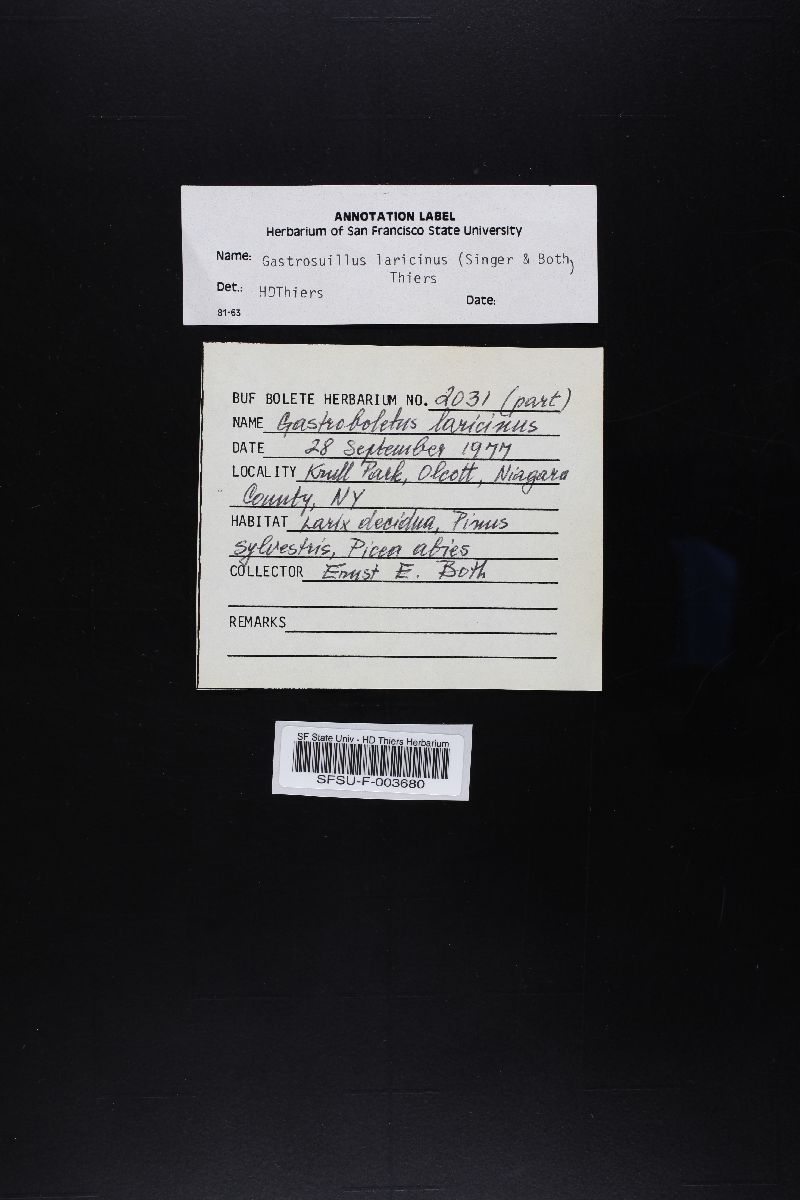 ANNOTATION LABEL
Herbarium of San Francisco State University
Name: Gastrosuillus laricinus (Singer & Both)
Thiers
Det.: HDThiers
Date:
81-63
BUF BOLETE HERBARIUM NO. 2031 (part)
NAME Gastroboletus laricinus
DATE 28 September 1977
LOCALITY Krull Park, Olcott, Niagara
County, NY
HABITAT Larix decidua, Pinus
sylvestris, Picea abies
COLLECTOR Ernst E. Both
REMARKS
SF State Univ - HD Thiers Herbarium
SFSU-F-003680